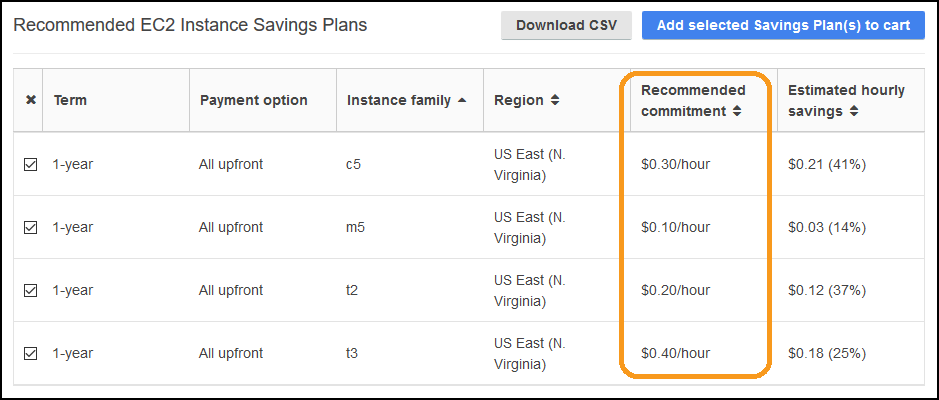 Recommended EC2 Instance Savings Plans
Download CSV
Add selected Savings Plan(s) to cart
Term
Payment option
Instance family
Region
Recommended
commitment
Estimated hourly
savings
1-year
All upfront
c5
US East (N.
Virginia)
$0.30/hour
$0.21 (41%)
1-year
All upfront
m5
US East (N.
Virginia)
$0.10/hour
$0.03 (14%)
1-year
All upfront
t2
US East (N.
Virginia)
$0.20/hour
$0.12 (37%)
1-year
All upfront
t3
US East (N.
Virginia)
$0.40/hour
$0.18 (25%)